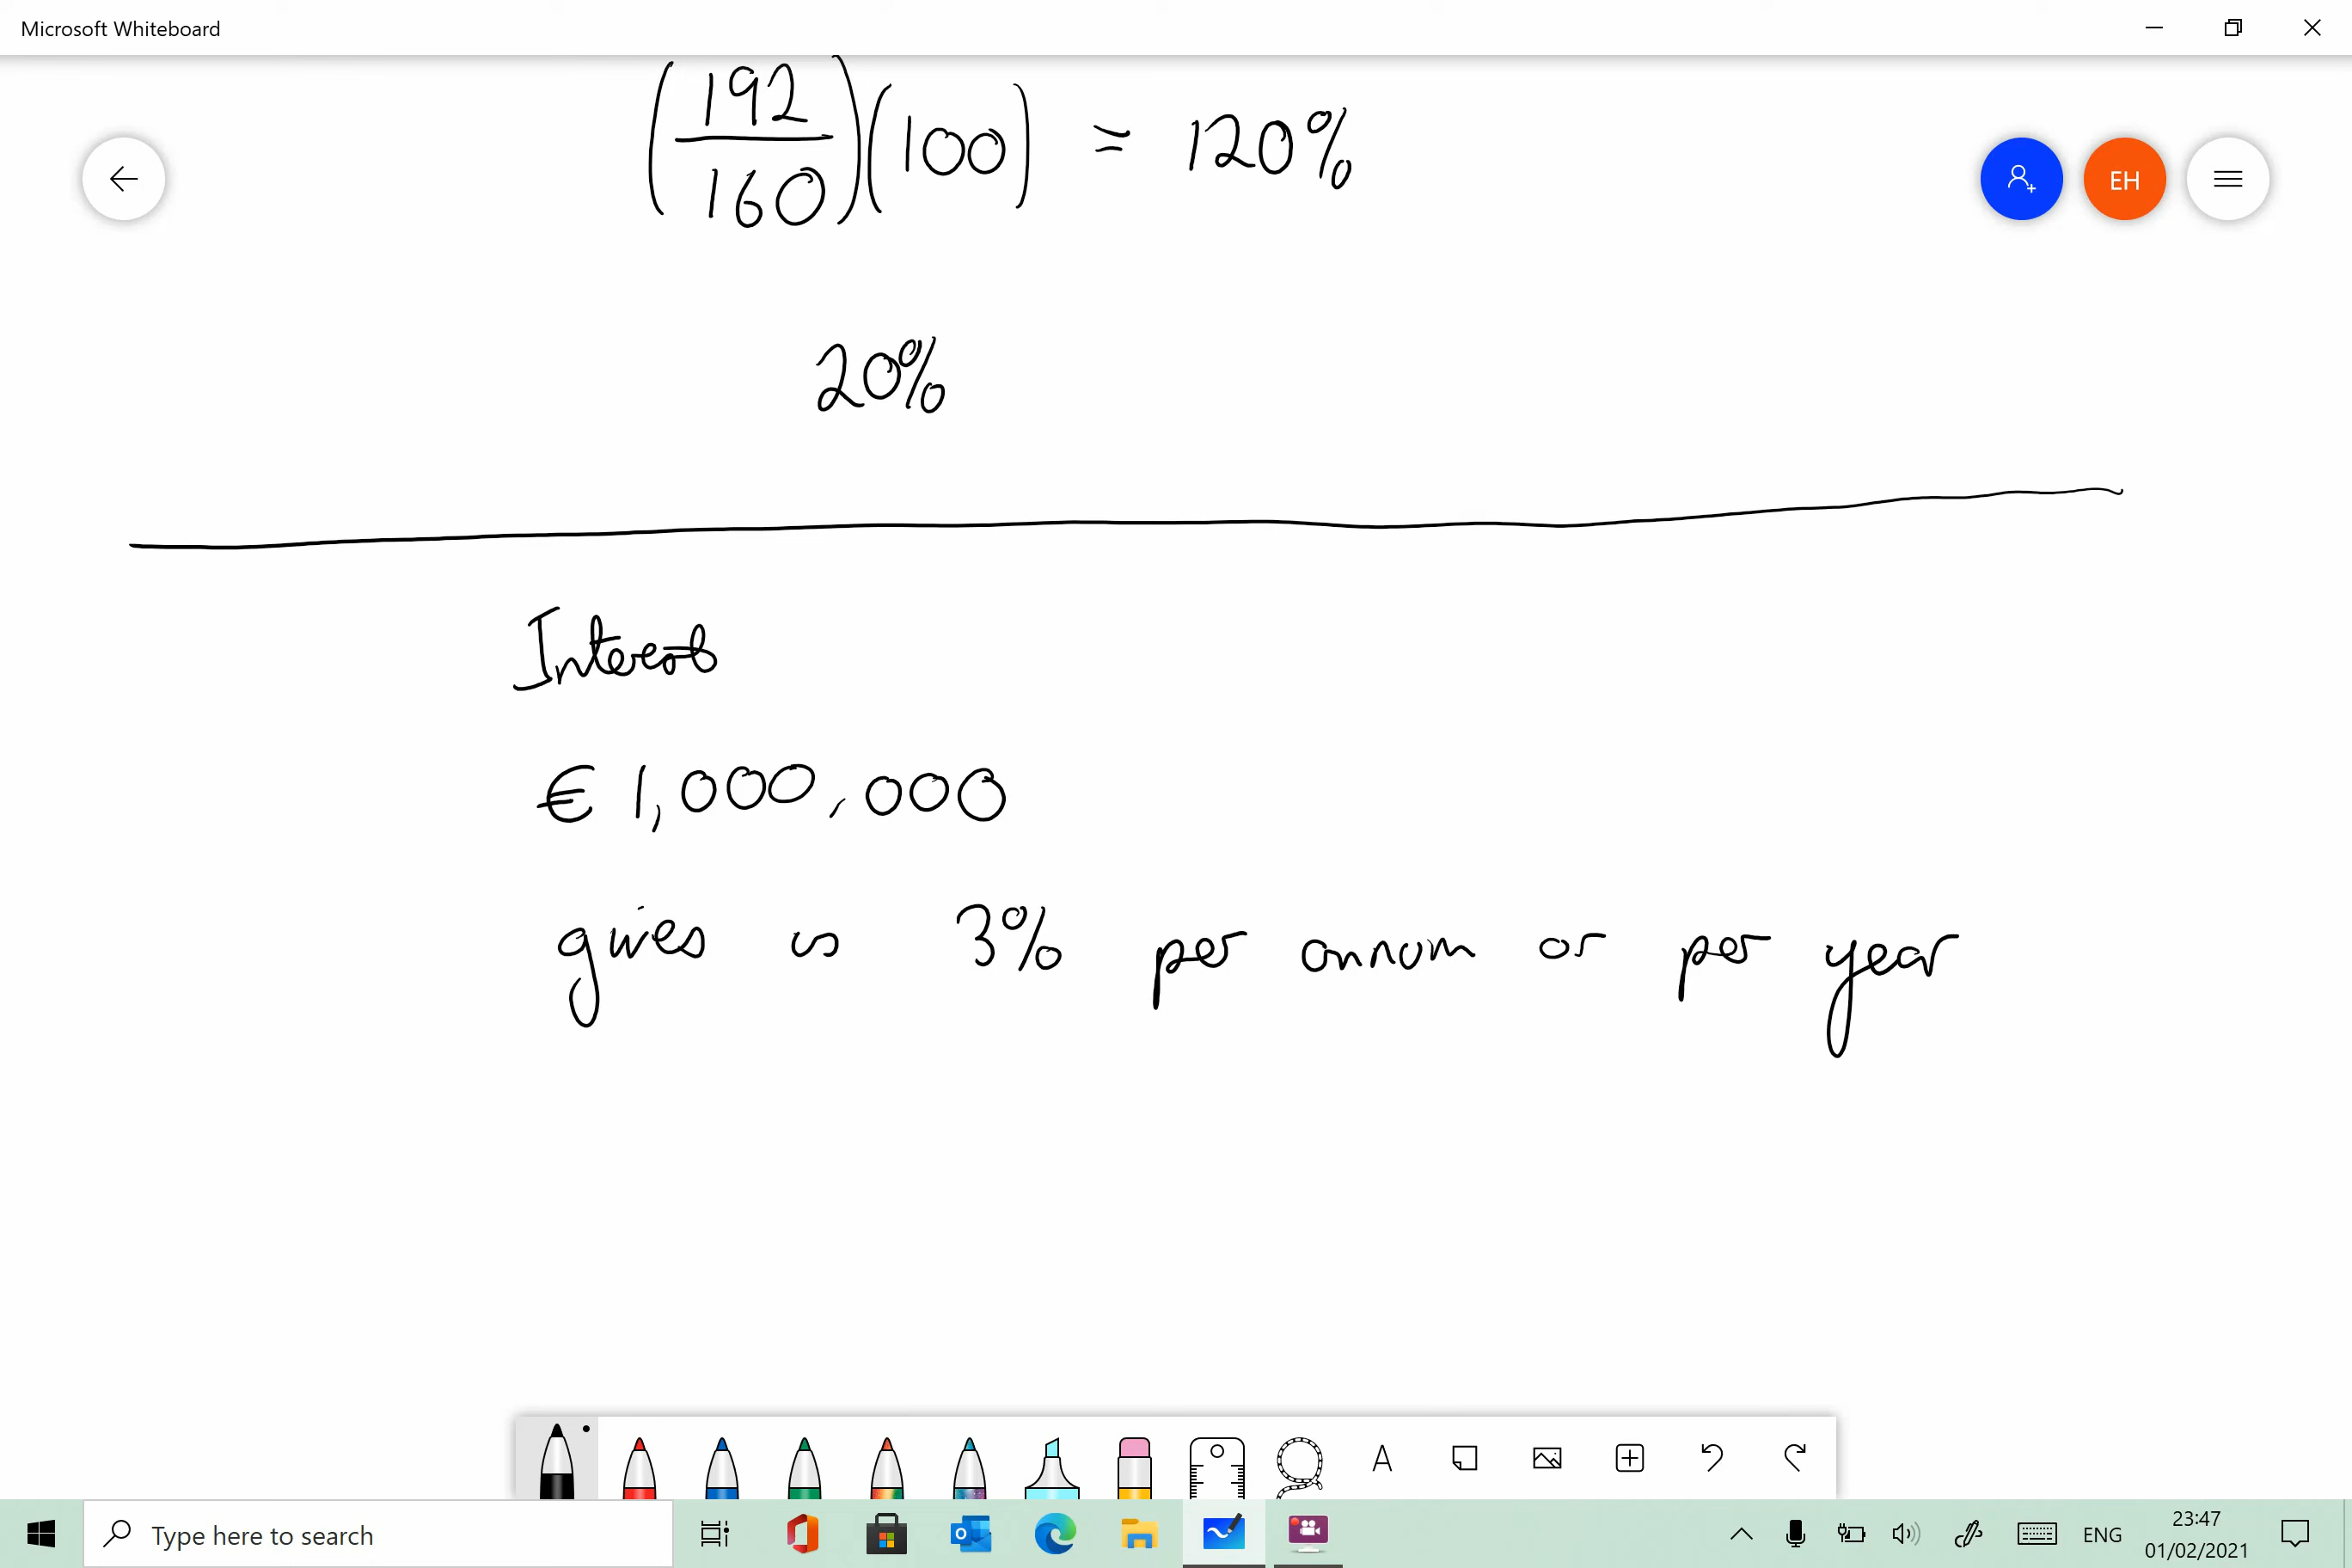 Microsoft Whiteboard
(192/160)(100) = 120%
EH
20%
Interest
€ 1,000,000
gives us 3% per annum or per year
A
Type here to search
ENG
23:47
01/02/2021